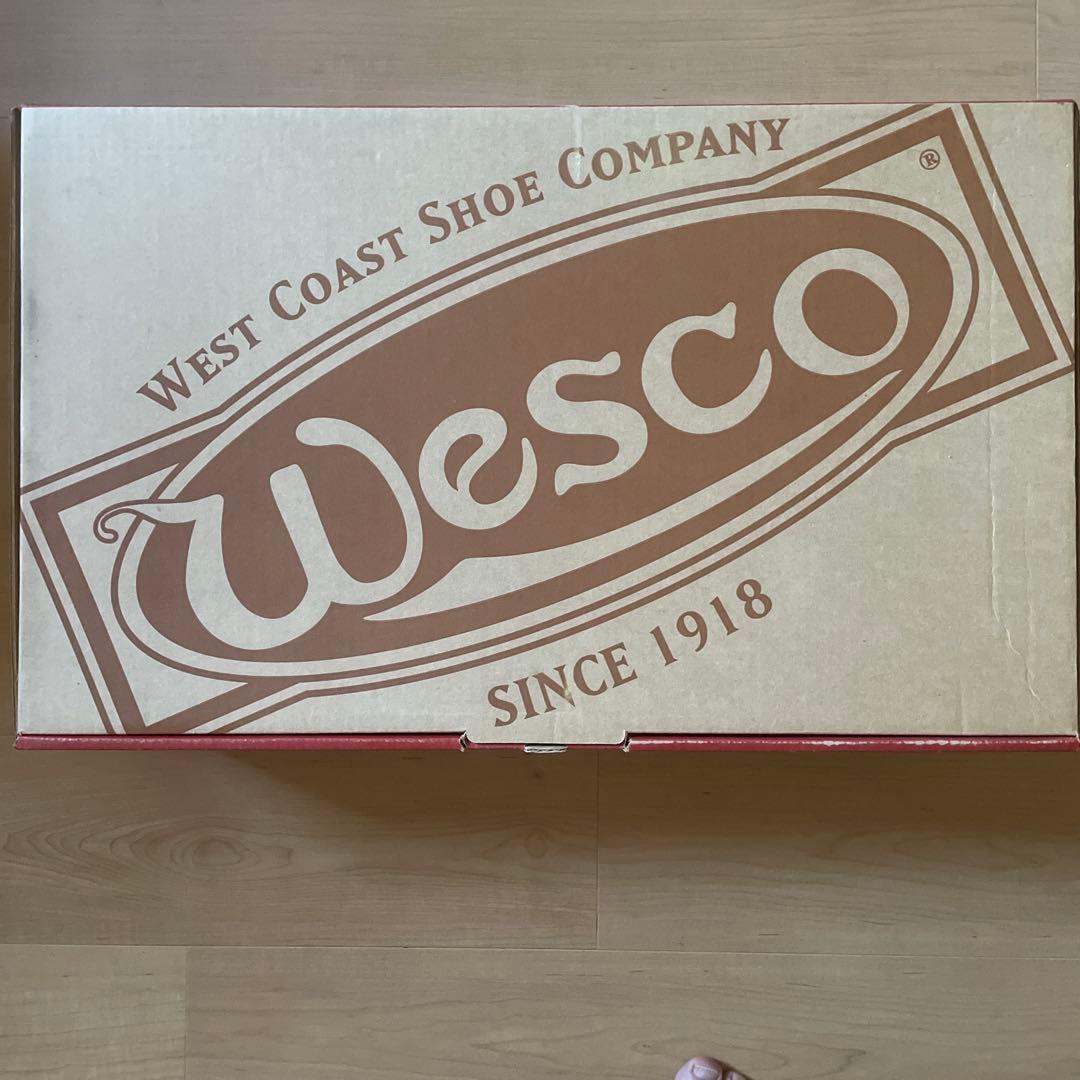 WEST COAST SHOE COMPANY
®
Wesco
SINCE 1918